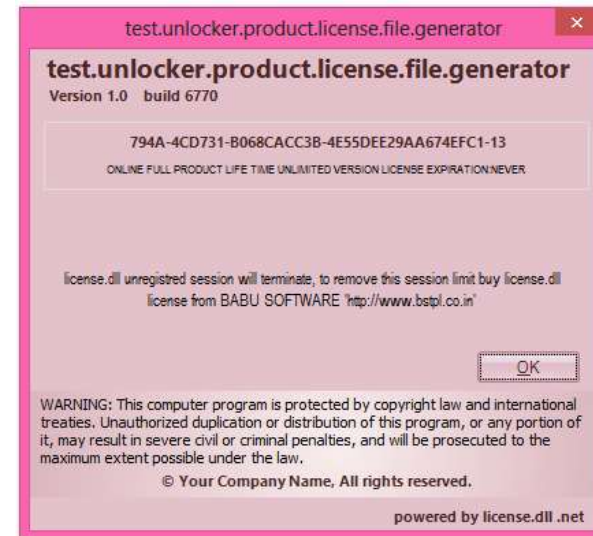 test.unlocker.product.license.file.generator
test.unlocker.product.license.file.generator
Version 1.0 build 6770
794A-4CD731-B068CACC3B-4E55DEE29AA674EFC1-13
ONLINE FULL PRODUCT LIFE TIME UNLIMITED VERSION LICENSE EXPIRATION:NEVER
license.dll unregistred session will terminate, to remove this session limit buy license.dll
license from BABU SOFTWARE 'http://www.bstpl.co.in'
OK
WARNING: This computer program is protected by copyright law and international
treaties. Unauthorized duplication or distribution of this program, or any portion of
it, may result in severe civil or criminal penalties, and will be prosecuted to the
maximum extent possible under the law.
© Your Company Name, All rights reserved.
powered by license.dll .net